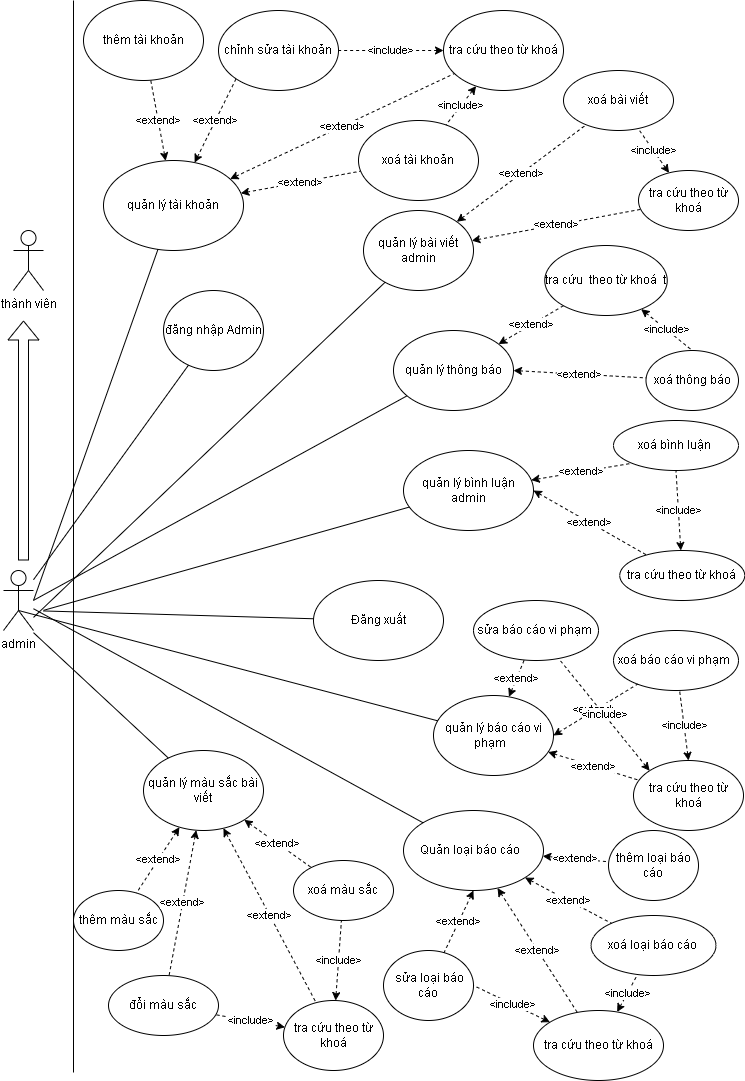 thêm tài khoản
chỉnh sửa tài khoản
<include>
tra cứu theo từ khoá
<extend>
<extend>
<extend>
<include>
xoá tài khoản
<extend>
quản lý tài khoản
xoá bài viết
<include>
<extend>
tra cứu theo từ
khoá
<extend>
quản lý bài viết
admin
thành viên
đăng nhập Admin
tra cứu  theo từ khoá  t
<extend>
<include>
quản lý thông báo
<extend>
xoá thông báo
xoá bình luận
<extend>
quản lý bình luận
admin
<include>
<extend>
tra cứu theo từ khoá
admin
Đăng xuất
sửa báo cáo vi phạm
xoá báo cáo vi phạm
<extend>
<include>
<include>
quản lý báo cáo vi
phạm
<extend>
tra cứu theo từ
khoá
quản lý màu sắc bài
viết
<extend>
<extend>
<extend>
<extend>
xoá màu sắc
thêm màu sắc
<include>
đổi màu sắc
<include>
tra cứu theo từ
khoá
Quản loại báo cáo
<extend>
thêm loại báo
cáo
<extend>
<extend>
<extend>
xoá loại báo cáo
sửa loại báo
cáo
<include>
<include>
tra cứu theo từ khoá